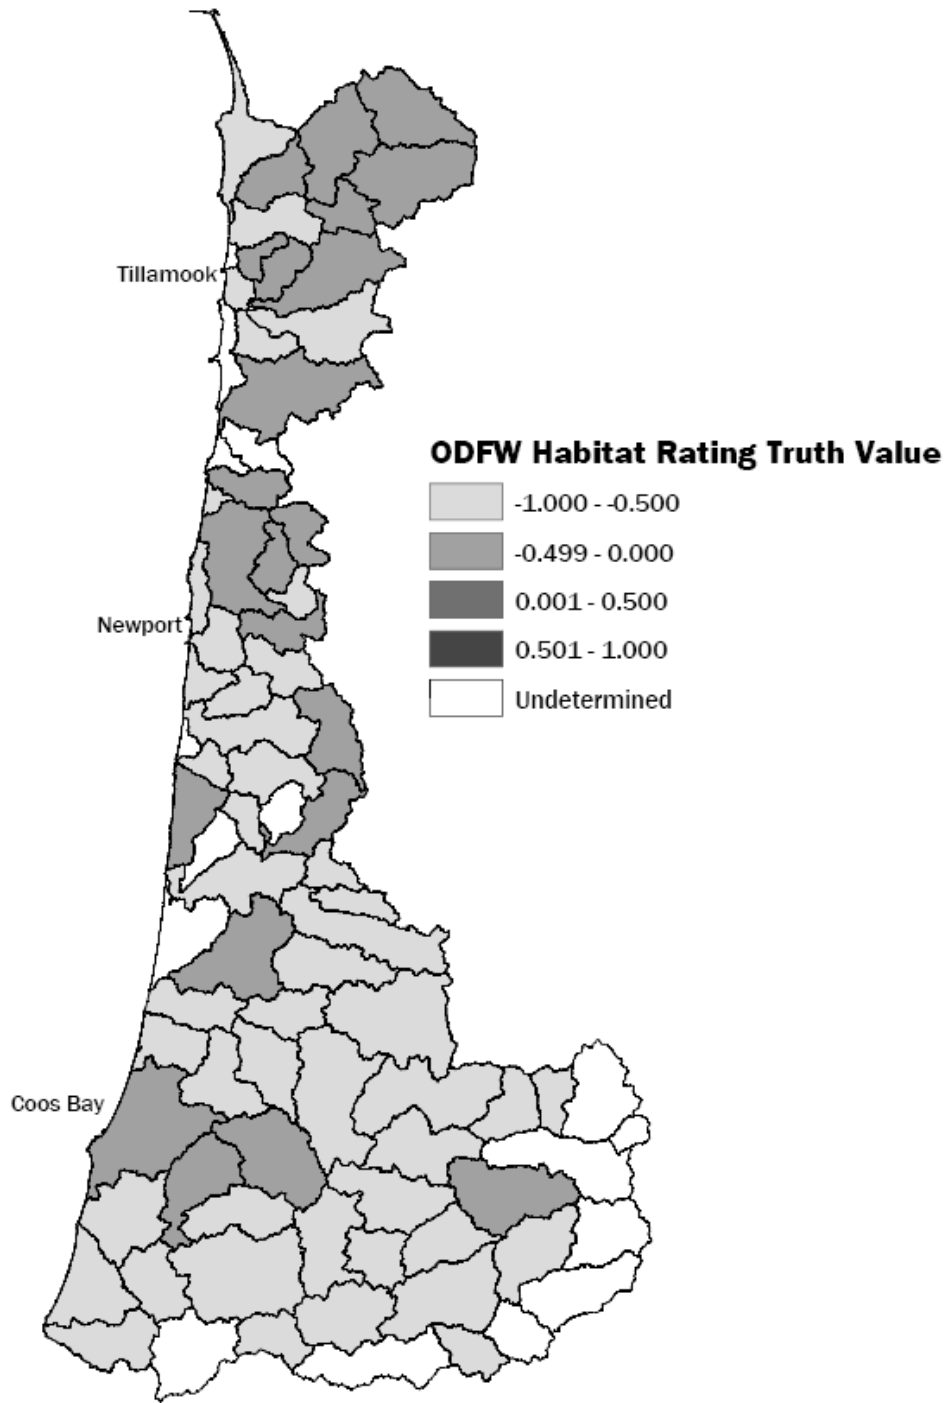 Tillamook
ODFW Habitat Rating Truth Value
-1.000 - -0.500
-0.499 - 0.000
0.001 - 0.500
Newport
0.501 - 1.000
Undetermined
Coos Bay